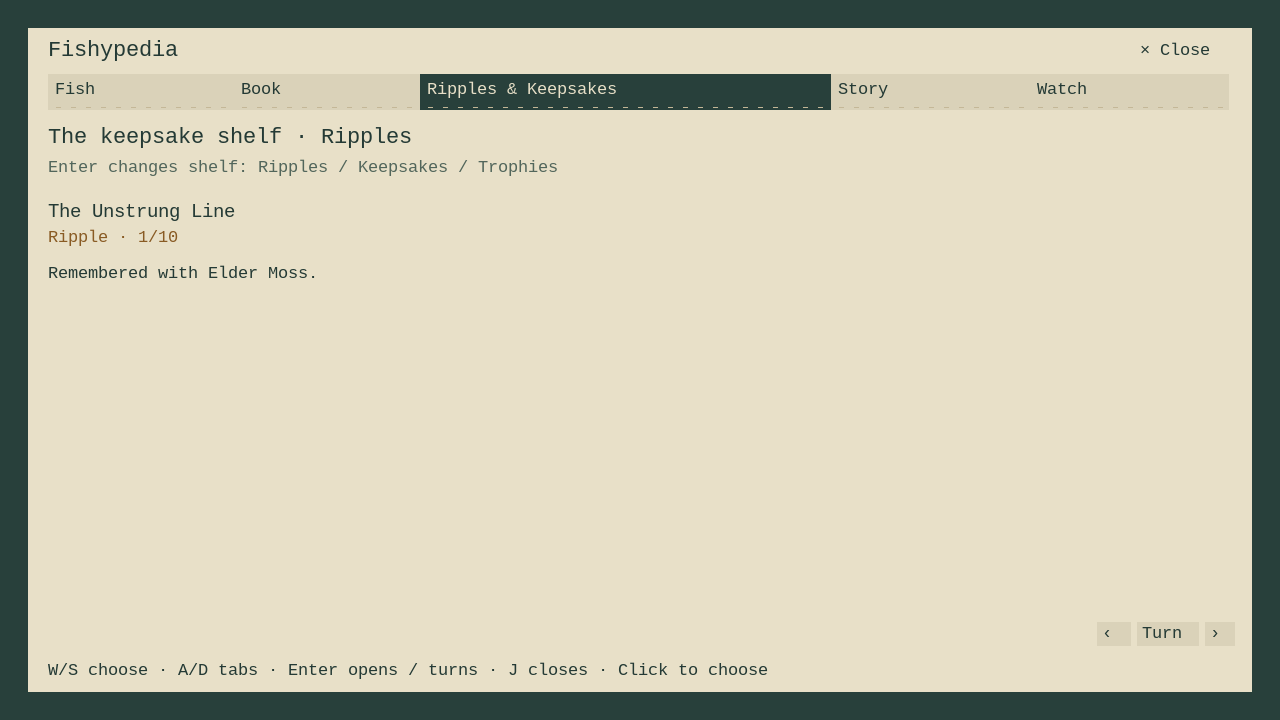 Fishypedia
× Close
Fish
Book
Ripples & Keepsakes
Story
Watch
The keepsake shelf · Ripples
Enter changes shelf: Ripples / Keepsakes / Trophies
The Unstrung Line
Ripple · 1/10
Remembered with Elder Moss.
‹ Turn ›
W/S choose · A/D tabs · Enter opens / turns · J closes · Click to choose